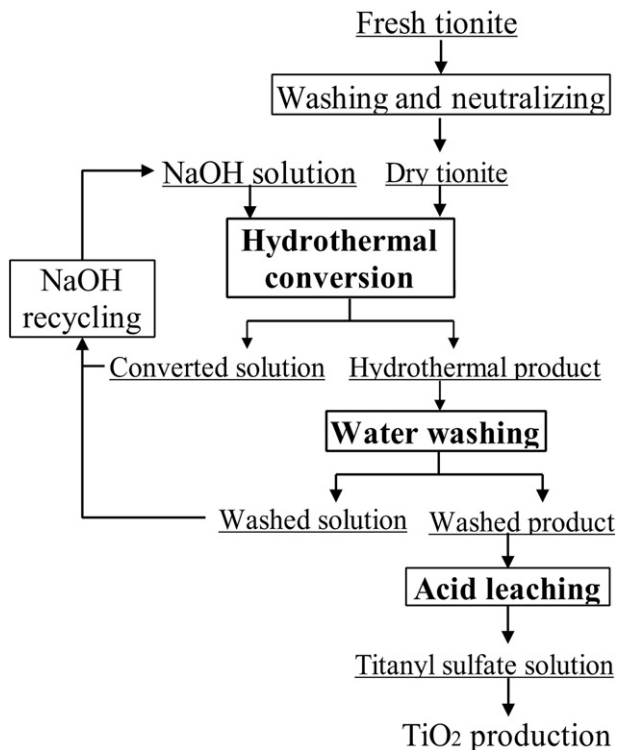 Fresh tionite
Washing and neutralizing
NaOH solution
Dry tionite
Hydrothermal
conversion
NaOH
recycling
Converted solution
Hydrothermal product
Water washing
Washed solution
Washed product
Acid leaching
Titanyl sulfate solution
TiO₂ production